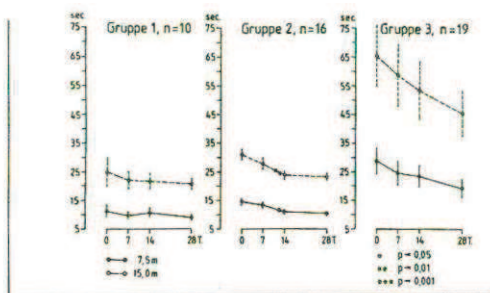 sec.
Gruppe 1, n=10
75
65
55
45
35
25
15
5
0 7 14 28T.
7,5m
15,0m
sec.
Gruppe 2, n=16
75
65
55
45
35
25
15
5
0 7 14 28T.
sec.
Gruppe 3, n=19
75
65
55
45
35
25
15
5
0 7 14 28T.
p 0,05
p 0,01
p 0,001